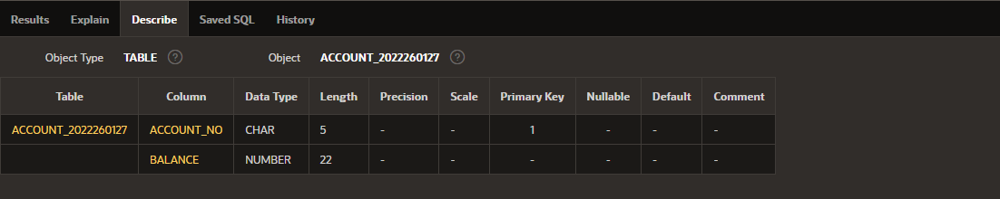 Results Explain Describe Saved SQL History
Object Type TABLE ? Object ACCOUNT_2022260127 ?
Table Column Data Type Length Precision Scale Primary Key Nullable Default Comment
ACCOUNT_2022260127 ACCOUNT_NO CHAR 5 - - 1 - - -
BALANCE NUMBER 22 - - - - - -